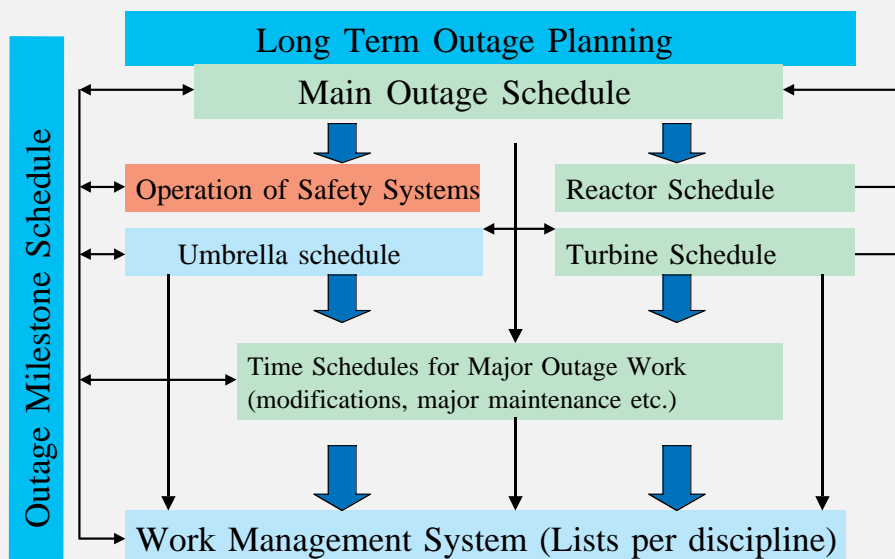 Long Term Outage Planning
Main Outage Schedule
Outage Milestone Schedule
Operation of Safety Systems
Reactor Schedule
Umbrella schedule
Turbine Schedule
Time Schedules for Major Outage Work
(modifications, major maintenance etc.)
Work Management System (Lists per discipline)